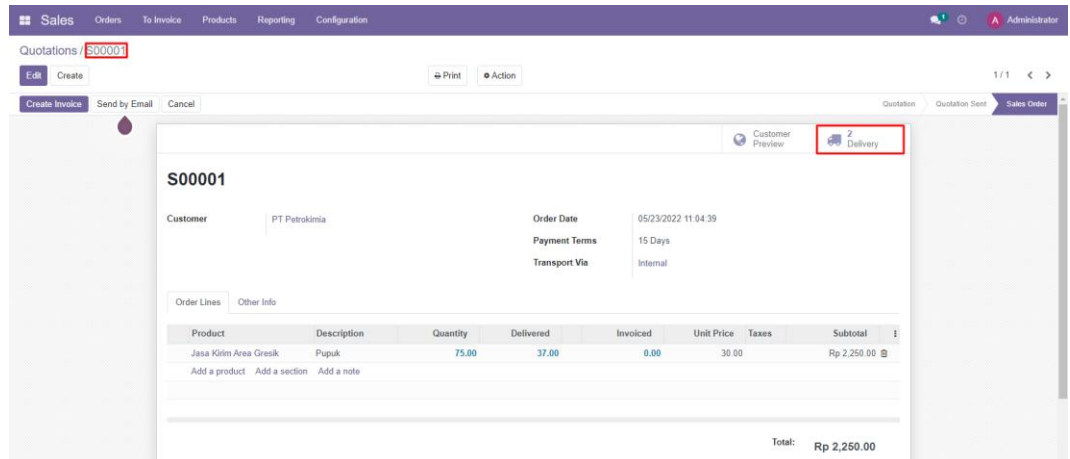 Sales Orders To Invoice Products Reporting Configuration 1 A Administrator
Quotations / S00001
Edit Create Print Action 1 / 1
Create Invoice Send by Email Cancel Quotation Quotation Sent Sales Order
Customer Preview 2 Delivery
S00001
Customer PT Petrokimia Order Date 05/23/2022 11:04:39
Payment Terms 15 Days
Transport Via Internal
Order Lines Other Info
Product Description Quantity Delivered Invoiced Unit Price Taxes Subtotal
Jasa Kirim Area Gresik Pupuk 75.00 37.00 0.00 30.00 Rp 2,250.00
Add a product Add a section Add a note
Total: Rp 2,250.00